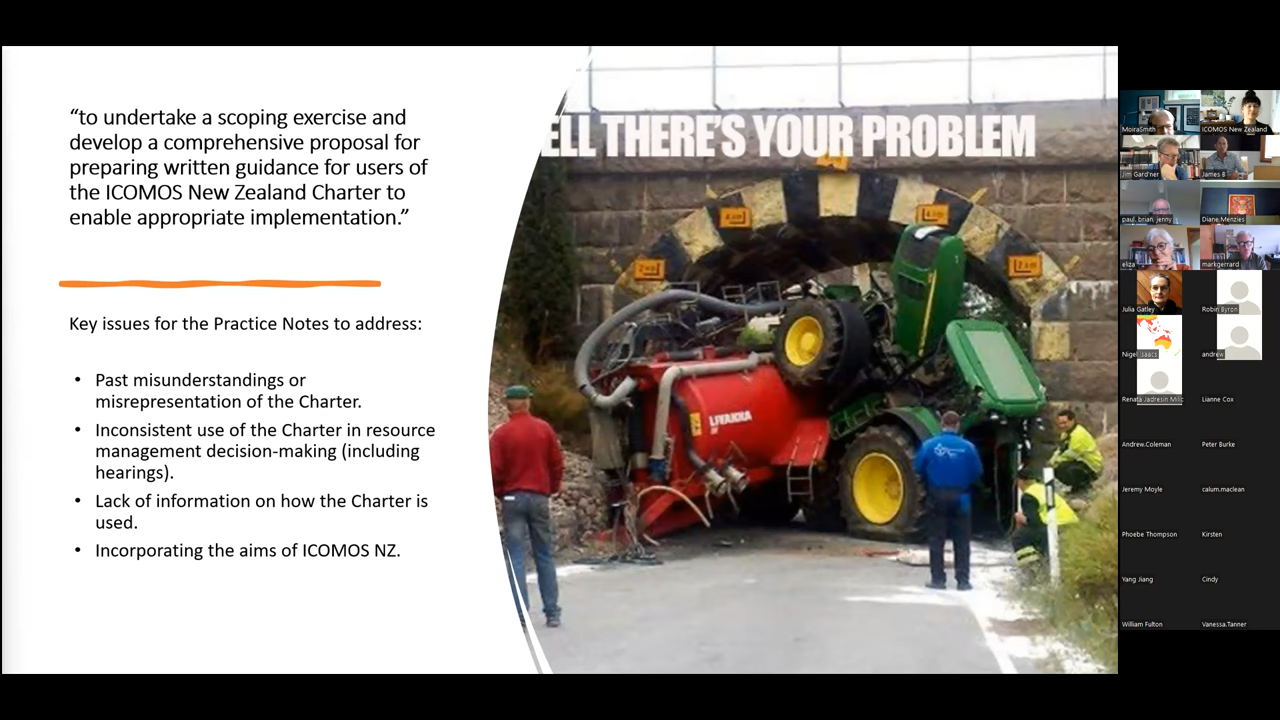 “to undertake a scoping exercise and
develop a comprehensive proposal for
preparing written guidance for users of
the ICOMOS New Zealand Charter to
enable appropriate implementation.”
Key issues for the Practice Notes to address:
• Past misunderstandings or
misrepresentation of the Charter.
• Inconsistent use of the Charter in resource
management decision-making (including
hearings).
• Lack of information on how the Charter is
used.
• Incorporating the aims of ICOMOS NZ.
ELL THERE'S YOUR PROBLEM
MoiraSmith
ICOMOS New Zealand
Jim Gard'ner
James B
paul, brian, jenny
Diane Menzies
eliza
markgerrard
Julia Gatley
Robin Byron
Nigel Isaacs
andrew
Renata Jadresin Milic
Lianne Cox
Andrew.Coleman
Peter Burke
Jeremy Moyle
calum.maclean
Phoebe Thompson
Kirsten
Yang Jiang
Cindy
William Fulton
Vanessa.Tanner